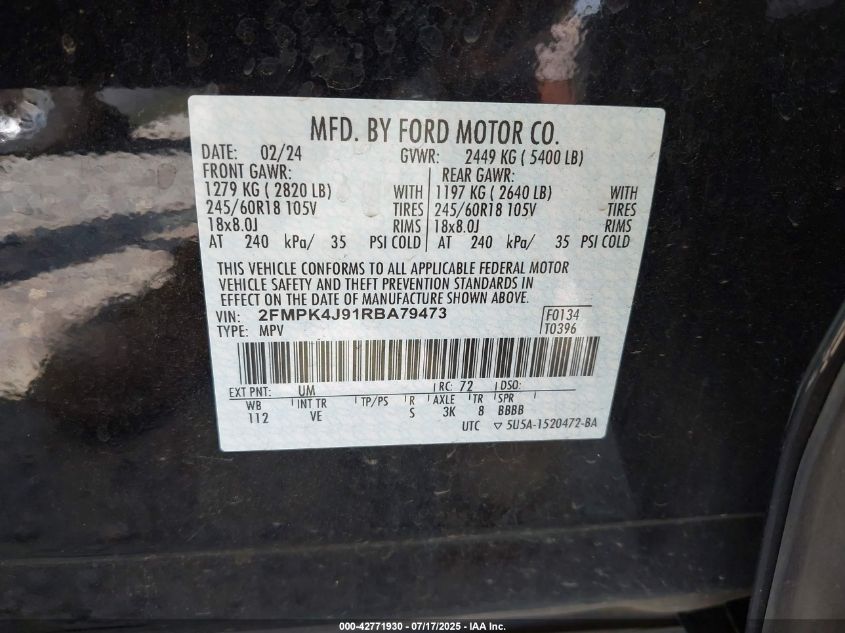 MFD. BY FORD MOTOR CO.
DATE: 02/24 GVWR: 2449 KG ( 5400 LB)
FRONT GAWR: REAR GAWR:
1279 KG ( 2820 LB) WITH 1197 KG ( 2640 LB) WITH
245/60R18 105V TIRES 245/60R18 105V TIRES
18x8.0J RIMS 18x8.0J RIMS
AT 240 kPa/ 35 PSI COLD AT 240 kPa/ 35 PSI COLD
THIS VEHICLE CONFORMS TO ALL APPLICABLE FEDERAL MOTOR
VEHICLE SAFETY AND THEFT PREVENTION STANDARDS IN
EFFECT ON THE DATE OF MANUFACTURE SHOWN ABOVE.
VIN: 2FMPK4J91RBA79473 F0134
TYPE: MPV T0396
EXT PNT: UM RC: 72 DSO:
WB INT TR TP/PS R AXLE TR SPR
112 VE S 3K 8 BBBB
UTC ▽ 5U5A-1520472-BA
000-42771930 - 07/17/2025 - IAA Inc.